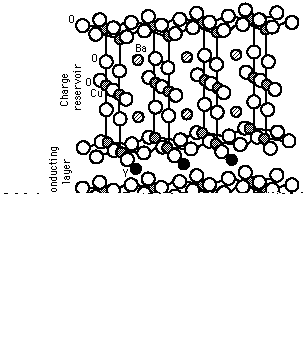 O
Ba
O
O
Cu
Charge
reservoir
Y
onducting
layer